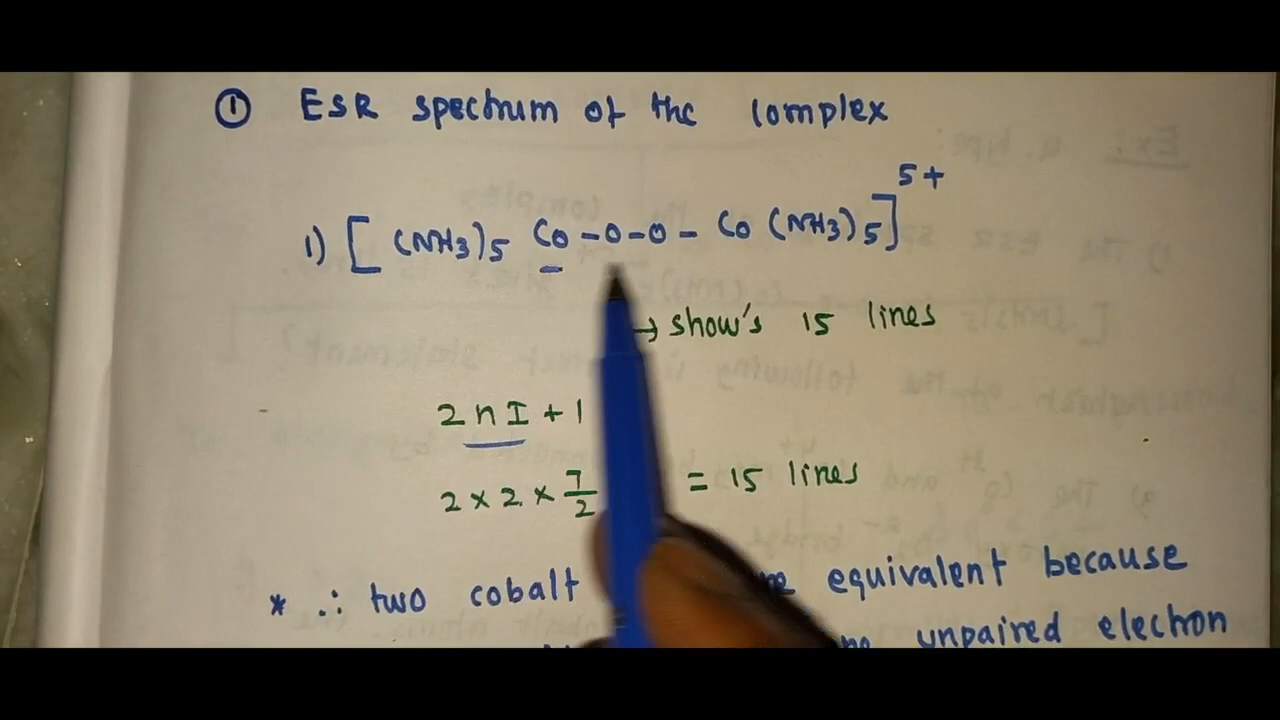 ① ESR spectrum of the complex
1) [ (NH3)5 Co-O-O- Co (NH3)5 ] 5+
→ show's 15 lines
2nI + 1
2 × 2 × 7/2 = 15 lines
* ∴ two cobalt equivalent because
unpaired electron